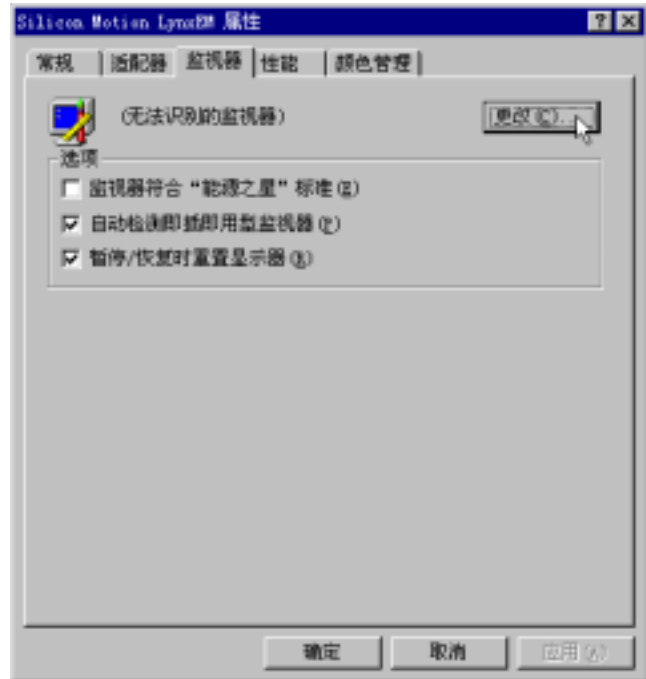 Silicon Motion LynxEM 属性
常规 适配器 监视器 性能 颜色管理
(无法识别的监视器) 更改(C)...
选项
监视器符合“能源之星”标准(E)
自动检测即插即用型监视器(P)
暂停/恢复时重置显示器(R)
确定 取消 应用(A)